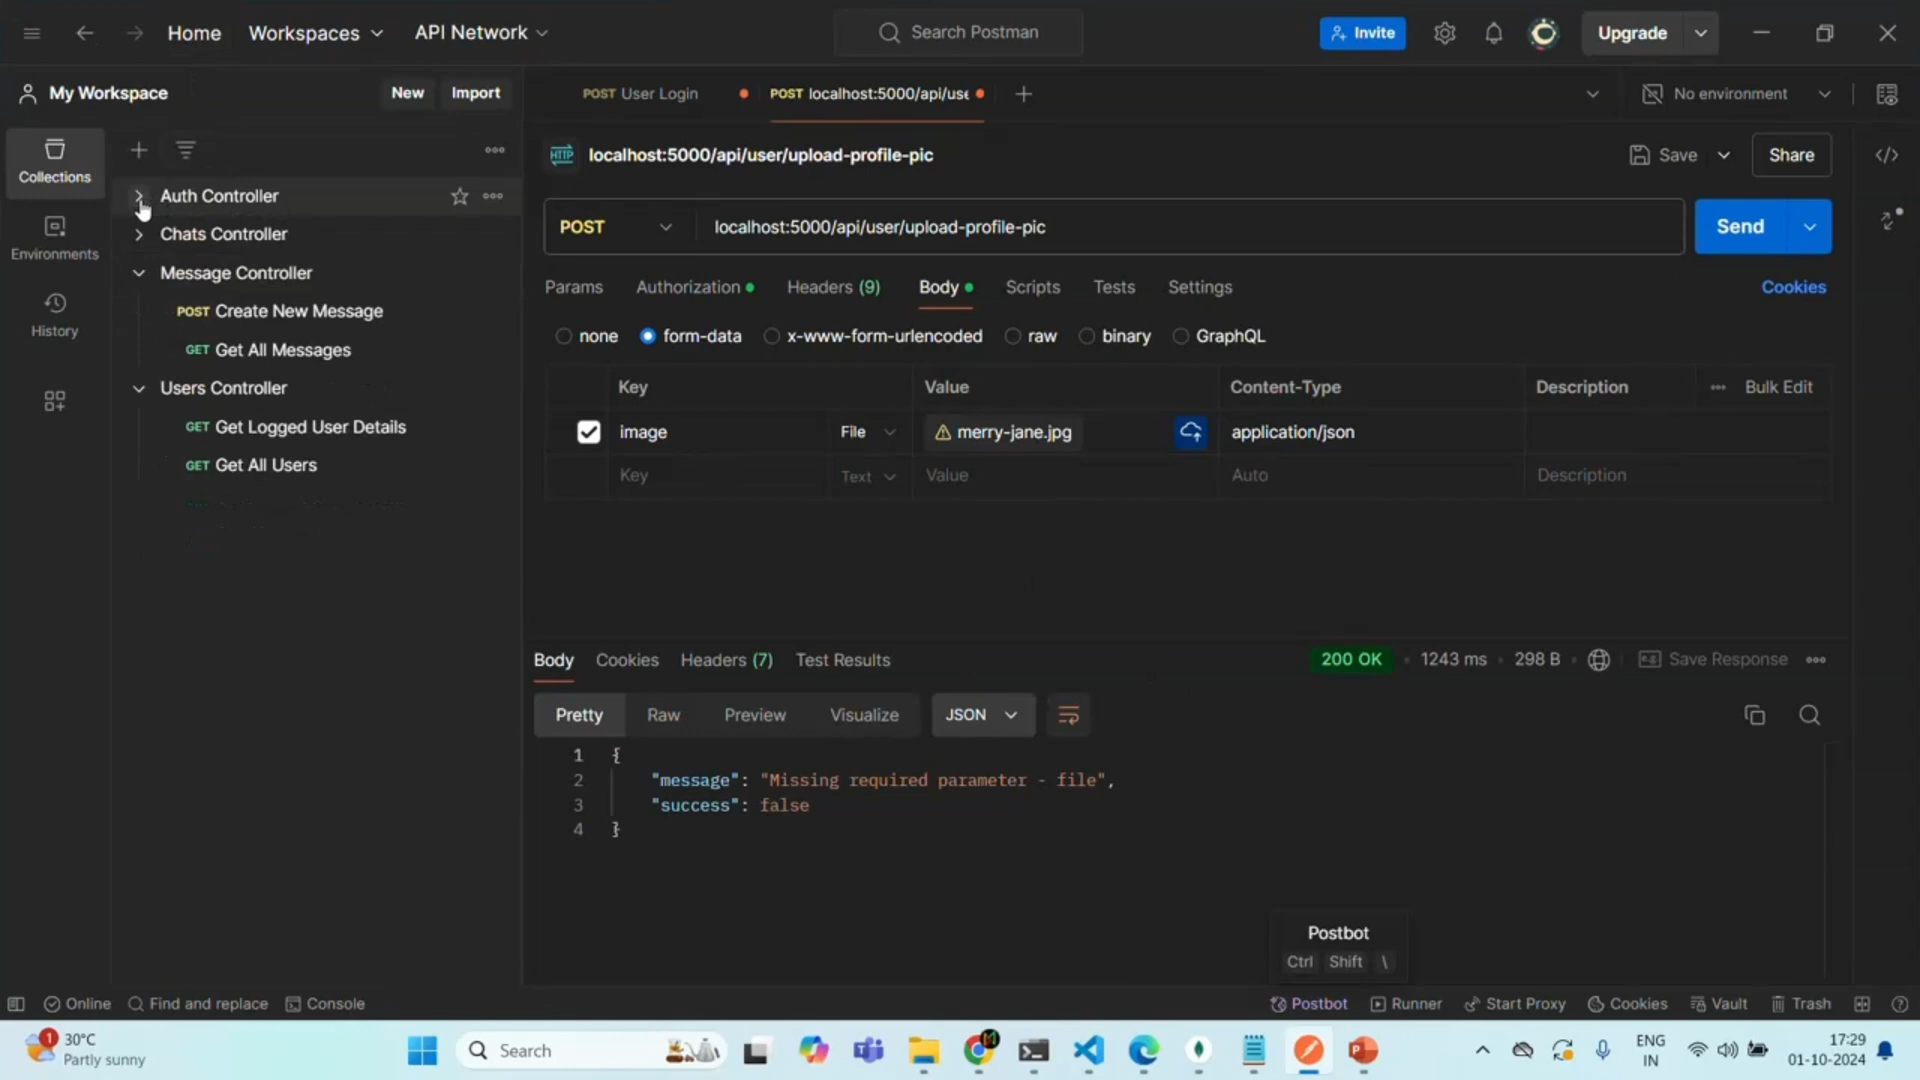 Home Workspaces API Network Search Postman Invite Upgrade
My Workspace New Import POST User Login POST localhost:5000/api/use No environment
Collections
Environments
History
Auth Controller
Chats Controller
Message Controller
POST Create New Message
GET Get All Messages
Users Controller
GET Get Logged User Details
GET Get All Users
HTTP localhost:5000/api/user/upload-profile-pic Save Share
POST localhost:5000/api/user/upload-profile-pic Send
Params Authorization Headers (9) Body Scripts Tests Settings Cookies
none form-data x-www-form-urlencoded raw binary GraphQL
Key Value Content-Type Description Bulk Edit
image File merry-jane.jpg application/json
Key Text Value Auto Description
Body Cookies Headers (7) Test Results 200 OK 1243 ms 298 B Save Response
Pretty Raw Preview Visualize JSON
1 {
2 "message": "Missing required parameter - file",
3 "success": false
4 }
Postbot
Ctrl Shift \
Online Find and replace Console Postbot Runner Start Proxy Cookies Vault Trash
1 30°C
Partly sunny
Search
ENG
IN
17:29
01-10-2024